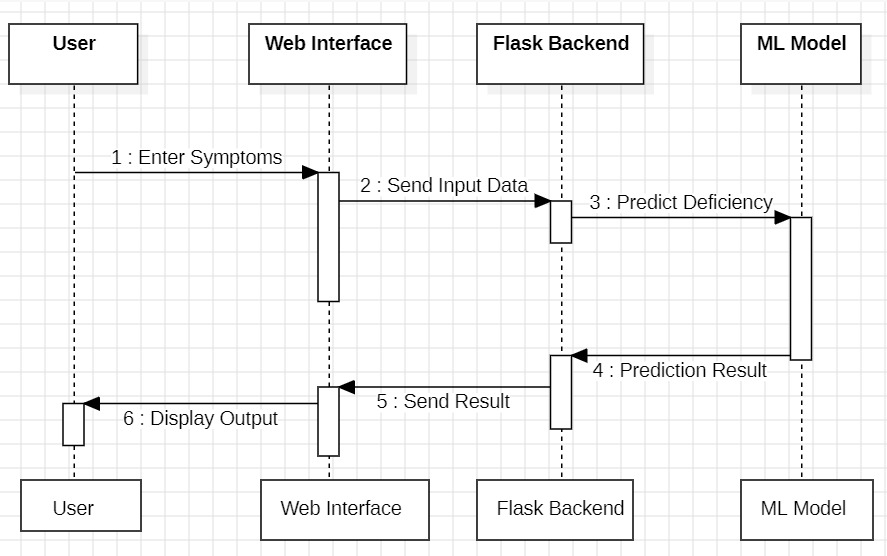 User
Web Interface
Flask Backend
ML Model
1 : Enter Symptoms
2 : Send Input Data
3 : Predict Deficiency
4 : Prediction Result
5 : Send Result
6 : Display Output
User
Web Interface
Flask Backend
ML Model